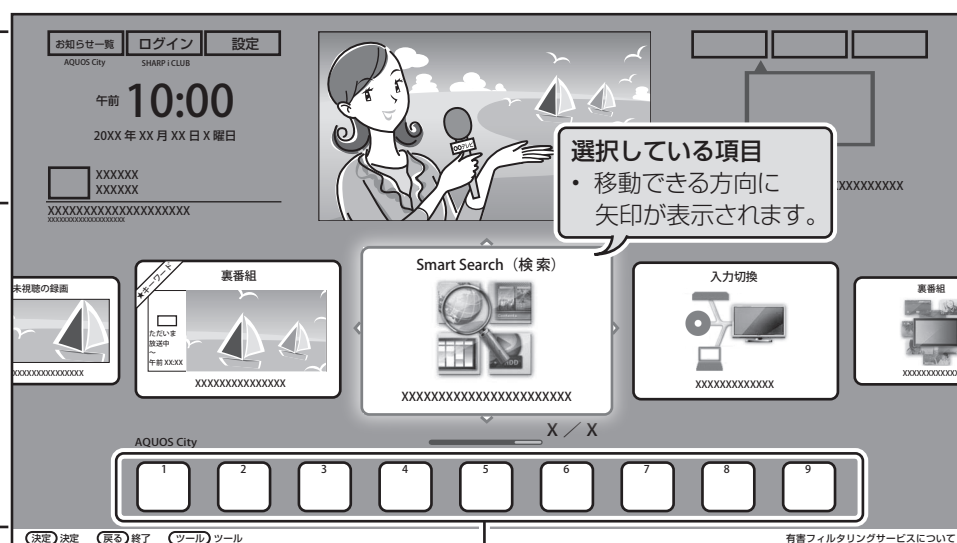 お知らせ一覧 ログイン 設定
AQUOS City SHARP i CLUB
午前 10:00
20XX 年 XX 月 XX 日 X 曜日
XXXXXX
XXXXXX
XXXXXXXXXXXXXXXXXXXX
XXXXXXXXXXXXXXXXXXXX
○○テレビ
選択している項目
・ 移動できる方向に
矢印が表示されます。
XXXXXXXXX
未視聴の録画
XXXXXXXXXXXXXXX
★キーワード
裏番組
ただいま
放送中
～
午前 XX:XX
XXXXXXXXXXXXXXX
Smart Search（検 索）
XXXXXXXXXXXXXXXXXXXXXXX
入力切換
XXXXXXXXXXXXX
裏番組
XXXXXXXXXXXX
X ／ X
AQUOS City
1 2 3 4 5 6 7 8 9
決定 決定 戻る 終了 ツール ツール
有害フィルタリングサービスについて